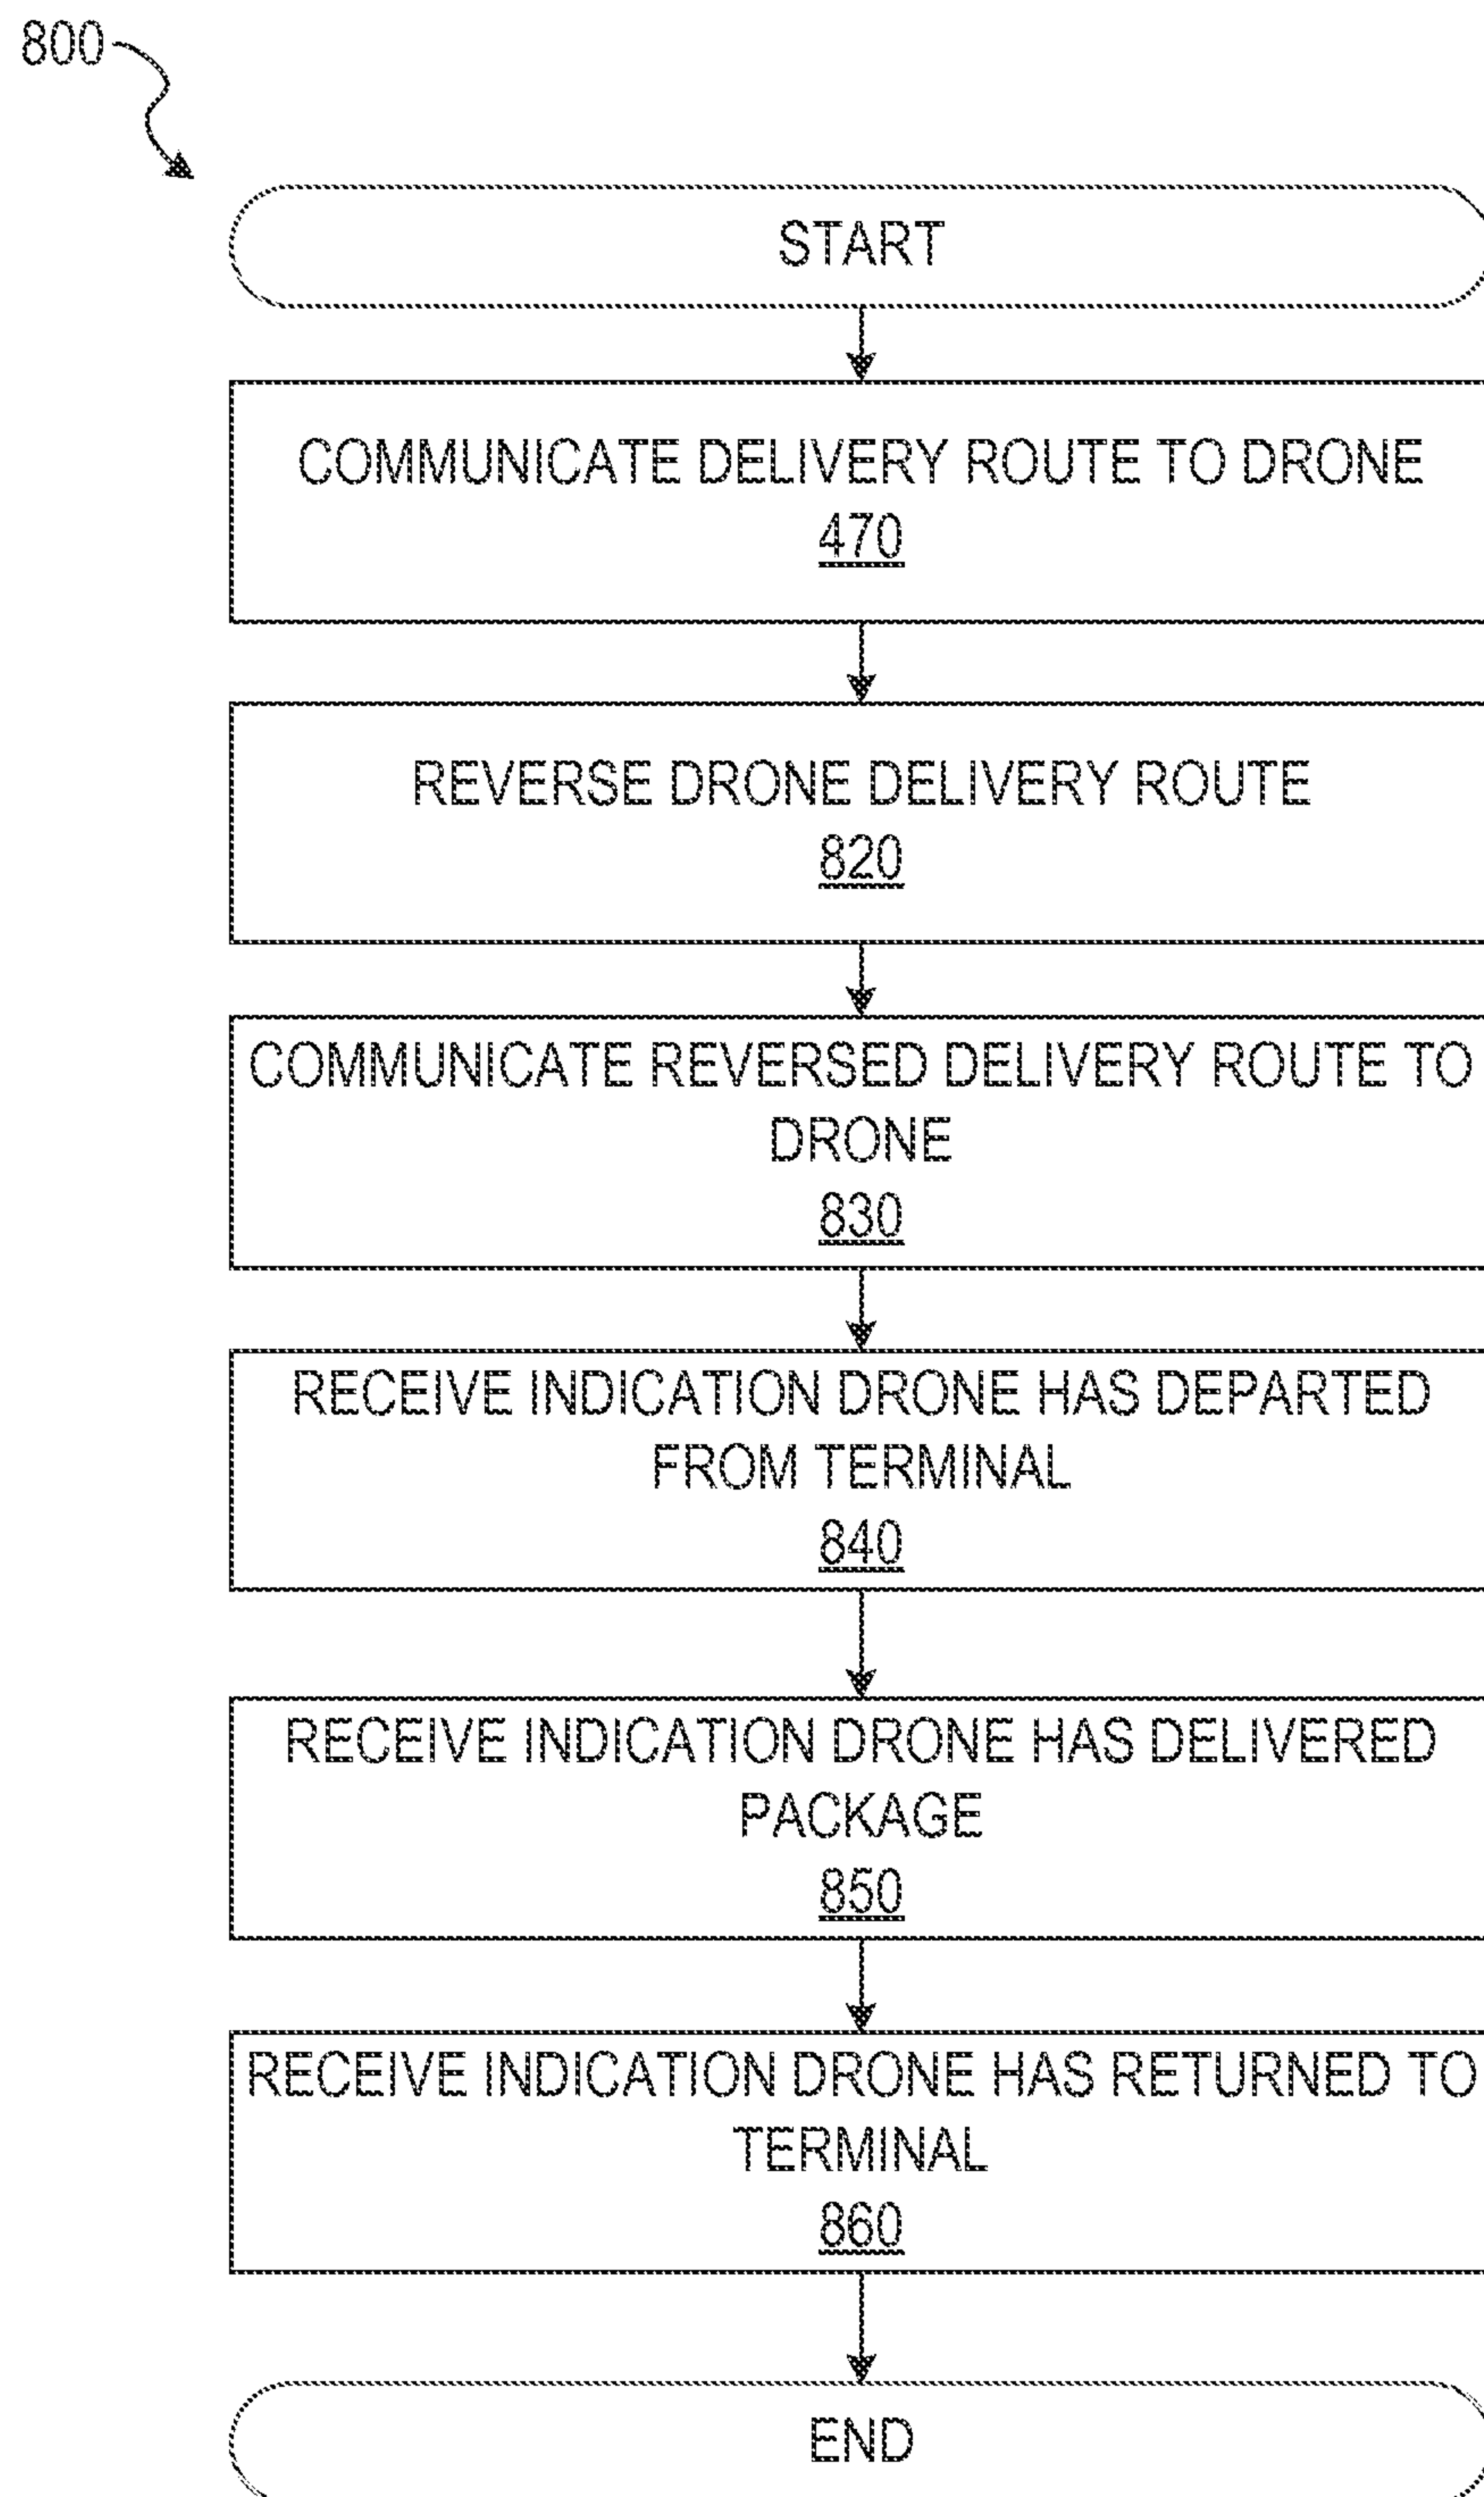 800
START
COMMUNICATE DELIVERY ROUTE TO DRONE
470
REVERSE DRONE DELIVERY ROUTE
820
COMMUNICATE REVERSED DELIVERY ROUTE TO
DRONE
830
RECEIVE INDICATION DRONE HAS DEPARTED
FROM TERMINAL
840
RECEIVE INDICATION DRONE HAS DELIVERED
PACKAGE
850
RECEIVE INDICATION DRONE HAS RETURNED TO
TERMINAL
860
END